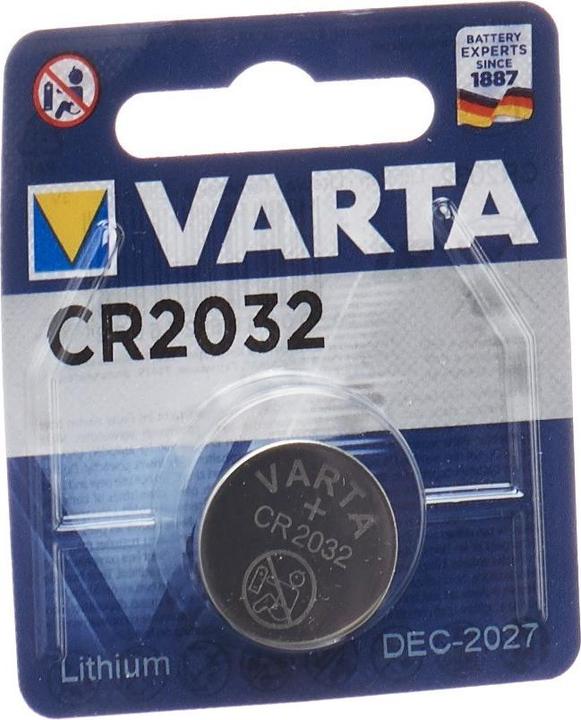 BATTERY
EXPERTS
SINCE
1887
VARTA
CR2032
VARTA
+
CR2032
Lithium
DEC-2027